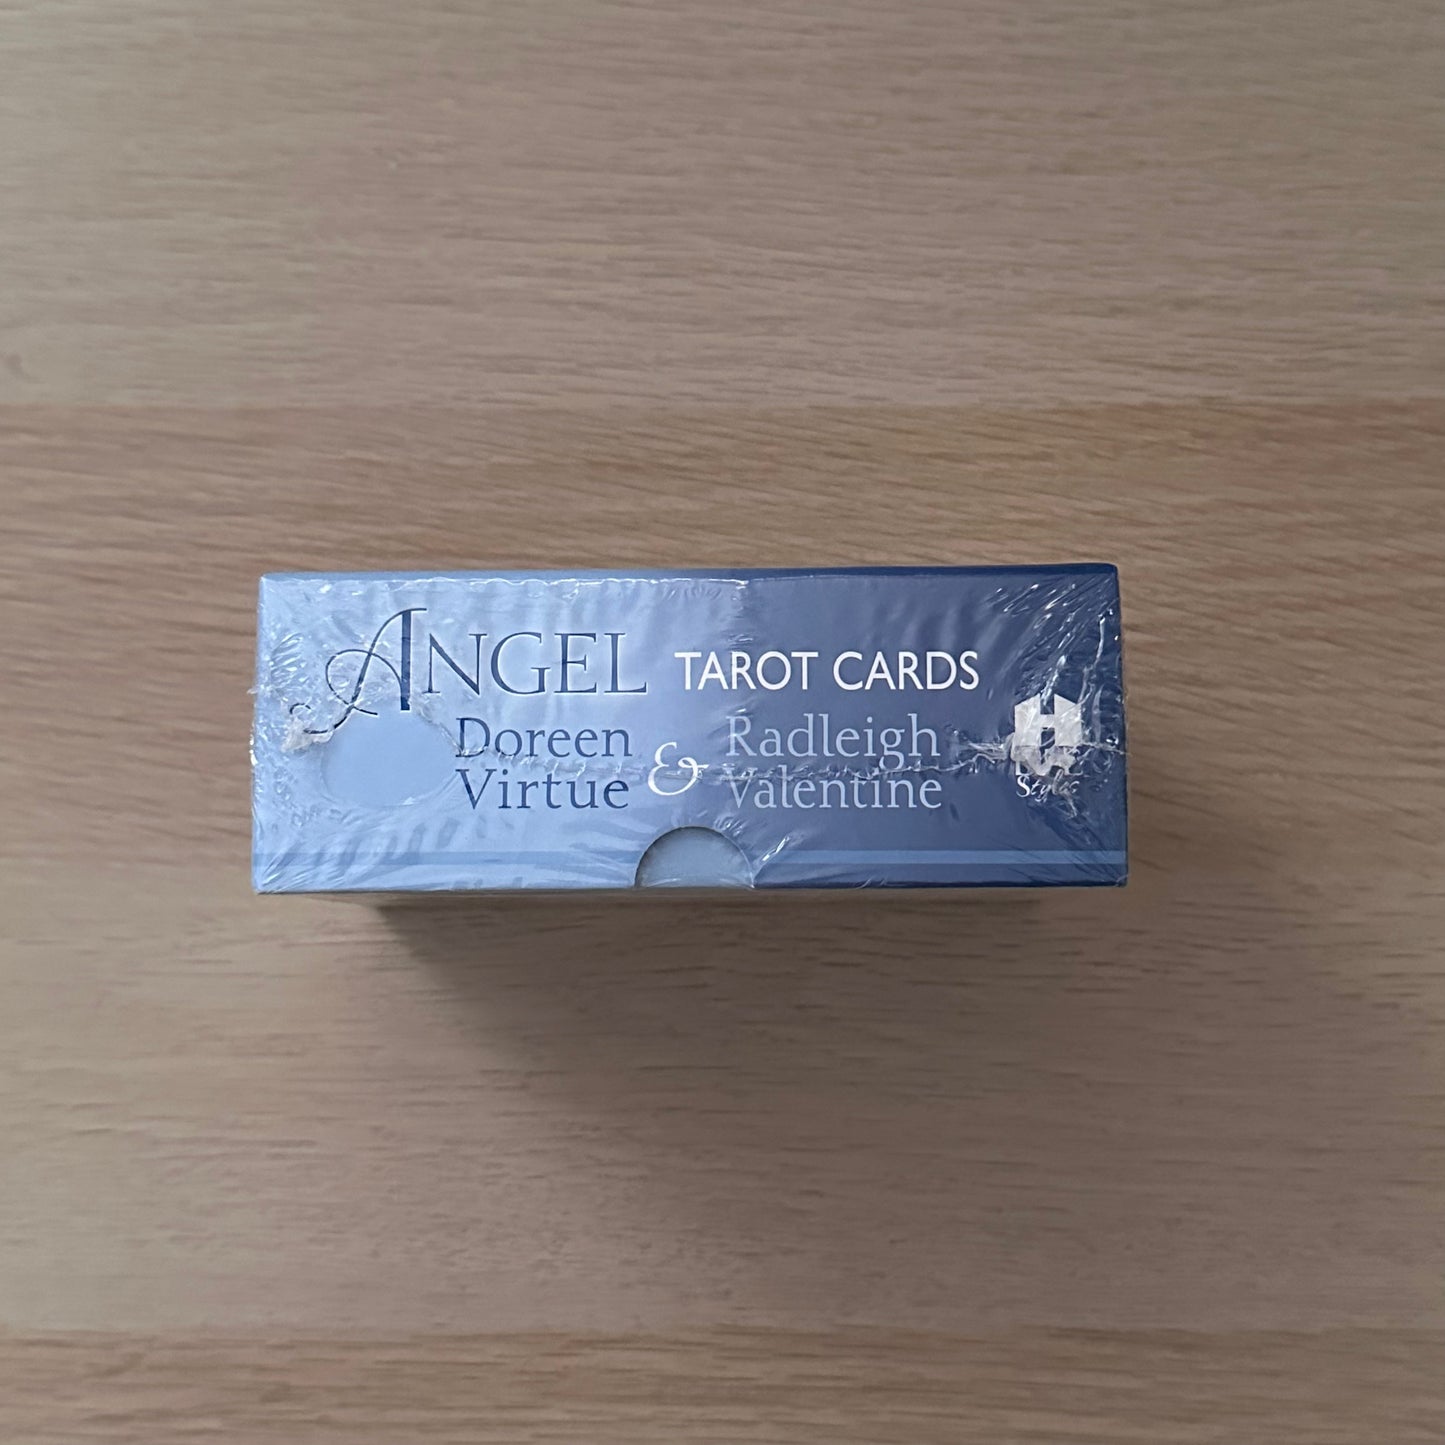 ANGEL TAROT CARDS
Doreen Virtue & Radleigh Valentine